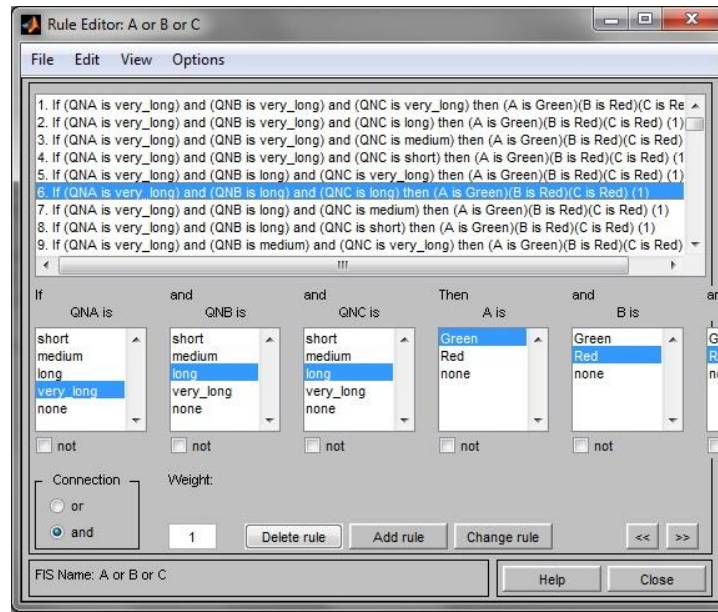 Rule Editor: A or B or C
File Edit View Options
1. If (QNA is very_long) and (QNB is very_long) and (QNC is very_long) then (A is Green)(B is Red)(C is Re
2. If (QNA is very_long) and (QNB is very_long) and (QNC is long) then (A is Green)(B is Red)(C is Red) (1)
3. If (QNA is very_long) and (QNB is very_long) and (QNC is medium) then (A is Green)(B is Red)(C is Red)
4. If (QNA is very_long) and (QNB is very_long) and (QNC is short) then (A is Green)(B is Red)(C is Red) (1
5. If (QNA is very_long) and (QNB is long) and (QNC is very_long) then (A is Green)(B is Red)(C is Red) (1)
6. If (QNA is very_long) and (QNB is long) and (QNC is long) then (A is Green)(B is Red)(C is Red) (1)
7. If (QNA is very_long) and (QNB is long) and (QNC is medium) then (A is Green)(B is Red)(C is Red) (1)
8. If (QNA is very_long) and (QNB is long) and (QNC is short) then (A is Green)(B is Red)(C is Red) (1)
9. If (QNA is very_long) and (QNB is medium) and (QNC is very_long) then (A is Green)(B is Red)(C is Red)
If and and Then and
QNA is QNB is QNC is A is B is
short short short Green Green
medium medium medium Red Red
long long long none none
very_long very_long very_long
none none none
not not not not not
Connection Weight:
or
and 1 Delete rule Add rule Change rule << >>
FIS Name: A or B or C Help Close